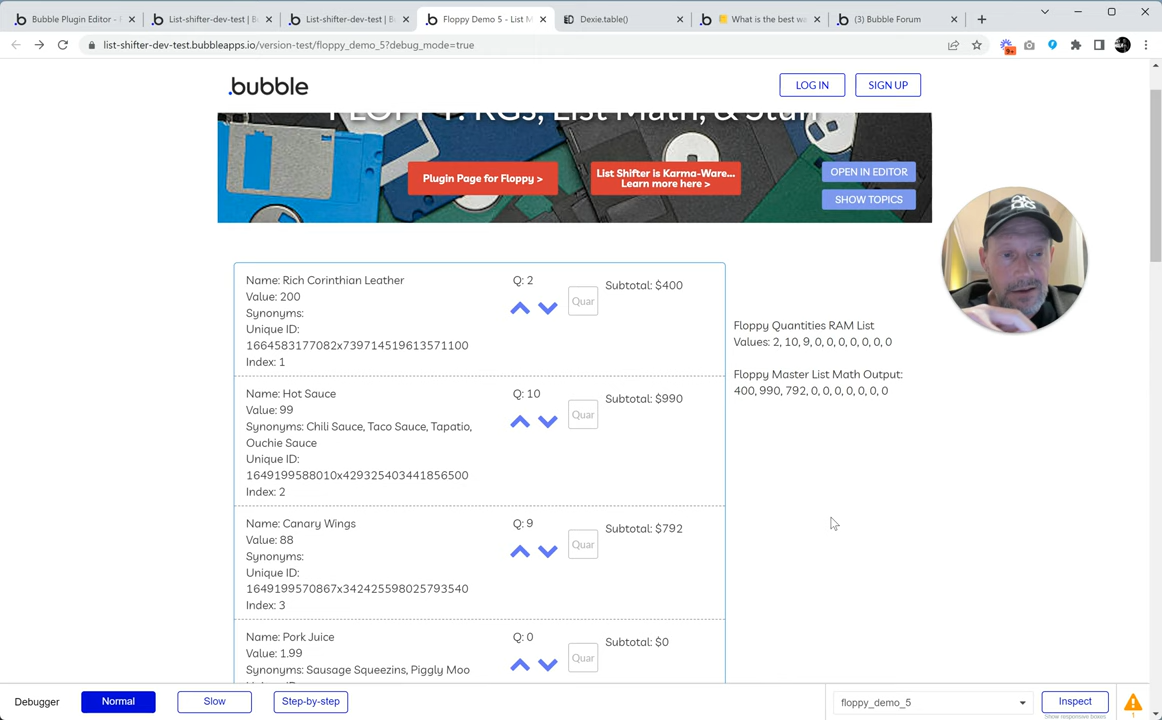 Bubble Plugin Editor -
List-shifter-dev-test | B
List-shifter-dev-test | B
Floppy Demo 5 - List M
Dexie.table()
What is the best wa
(3) Bubble Forum
list-shifter-dev-test.bubbleapps.io/version-test/floppy_demo_5?debug_mode=true
9+
.bubble
LOG IN
SIGN UP
FLOPPY: RGs, List Math, & Stuff
Plugin Page for Floppy >
List Shifter is Karma-Ware...
Learn more here >
OPEN IN EDITOR
SHOW TOPICS
Name: Rich Corinthian Leather
Value: 200
Synonyms:
Unique ID:
1664583177082x739714519613571100
Index: 1
Q: 2
Quar
Subtotal: $400
Floppy Quantities RAM List
Values: 2, 10, 9, 0, 0, 0, 0, 0, 0, 0
Floppy Master List Math Output:
400, 990, 792, 0, 0, 0, 0, 0, 0, 0
Name: Hot Sauce
Value: 99
Synonyms: Chili Sauce, Taco Sauce, Tapatio,
Ouchie Sauce
Unique ID:
1649199588010x429325403441856500
Index: 2
Q: 10
Quar
Subtotal: $990
Name: Canary Wings
Value: 88
Synonyms:
Unique ID:
1649199570867x342425598025793540
Index: 3
Q: 9
Quar
Subtotal: $792
Name: Pork Juice
Value: 1.99
Synonyms: Sausage Squeezins, Piggly Moo
Q: 0
Quar
Subtotal: $0
Debugger
Normal
Slow
Step-by-step
floppy_demo_5
Inspect
Show responsive boxes